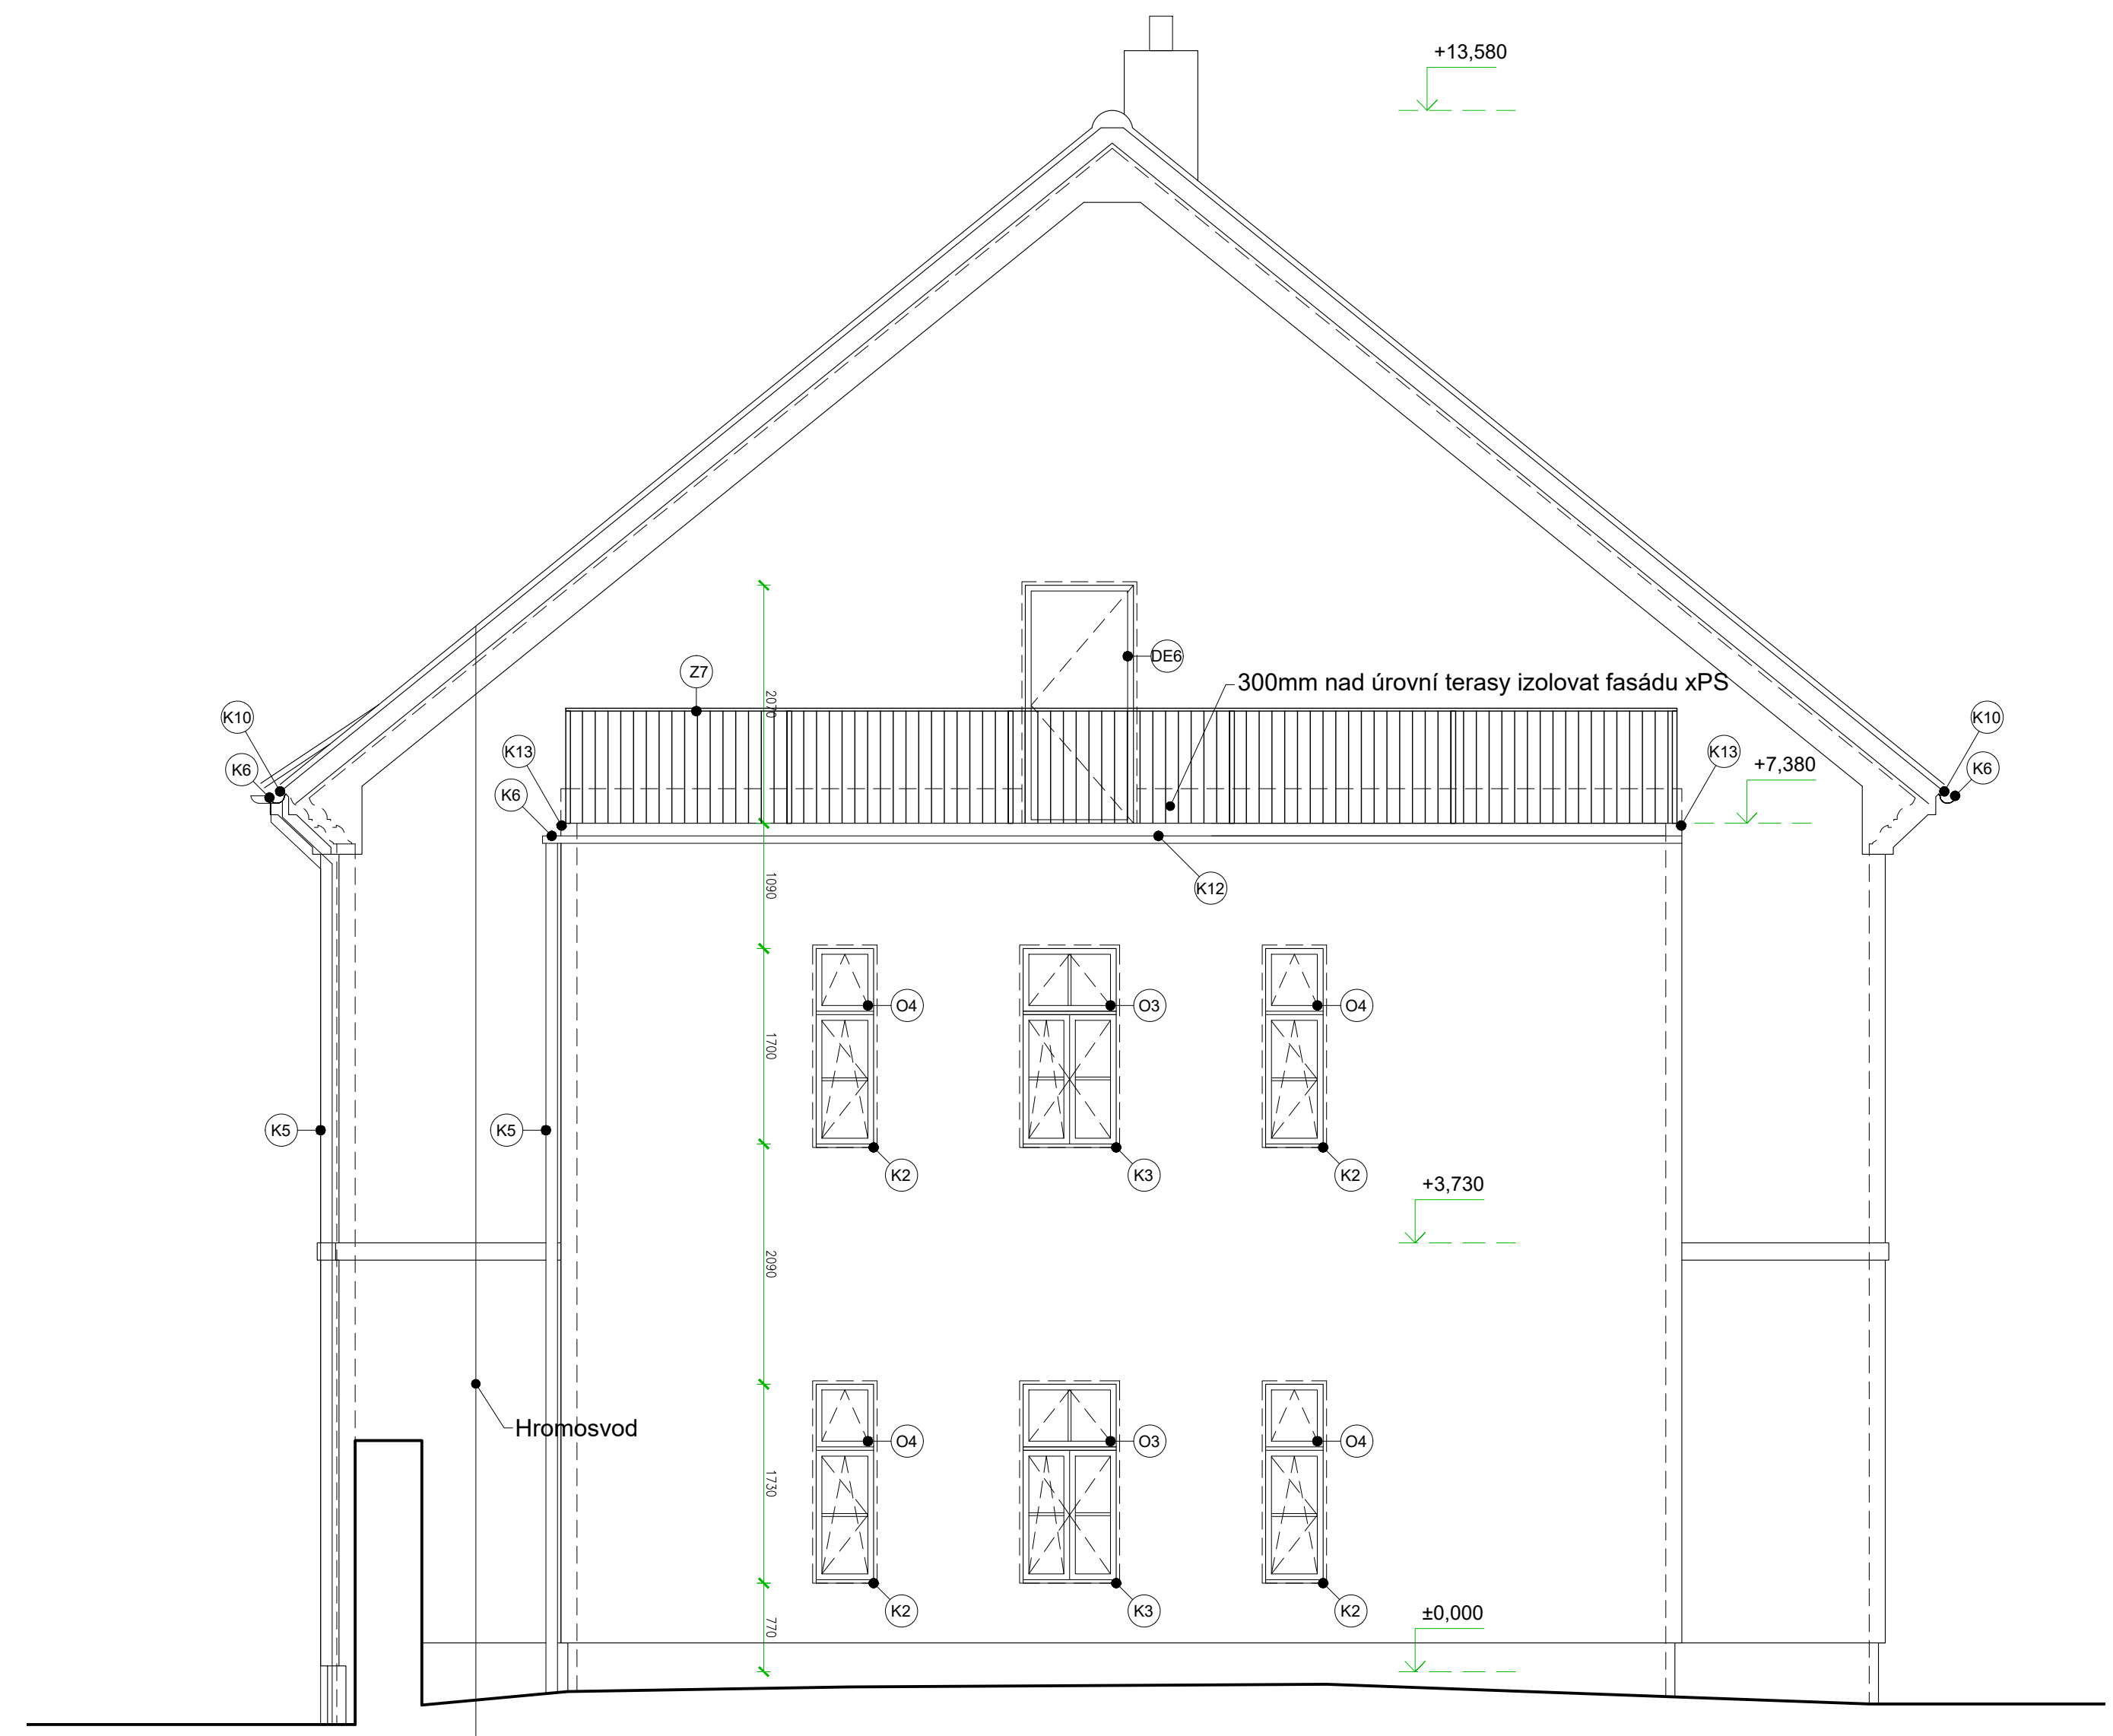 +13,580
DE6
Z7
300mm nad úrovní terasy izolovat fasádu xPS
2070
K10
K10
K13
K13
K6
+7,380
K6
K6
1090
K12
O4
O3
O4
1700
K5
K5
K2
K3
K2
+3,730
2090
Hromosvod
O4
O3
O4
1730
K2
K3
K2
±0,000
770